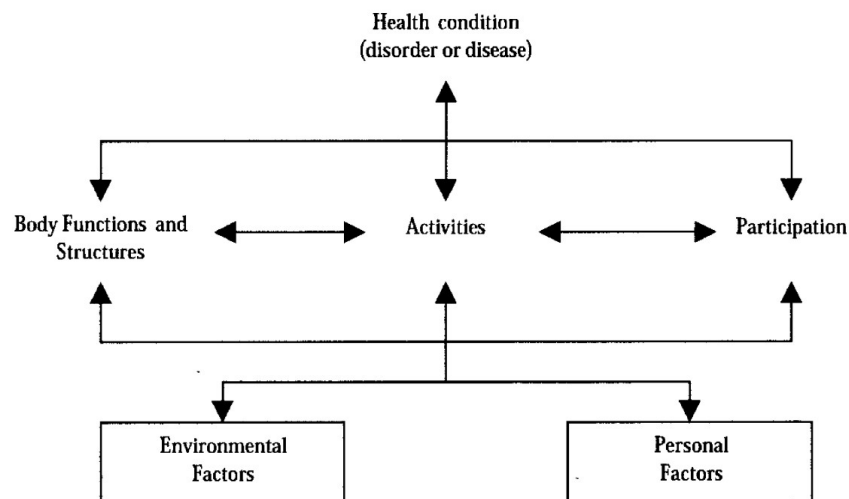 Health condition
(disorder or disease)
Body Functions and
Structures
Activities
Participation
Environmental
Factors
Personal
Factors